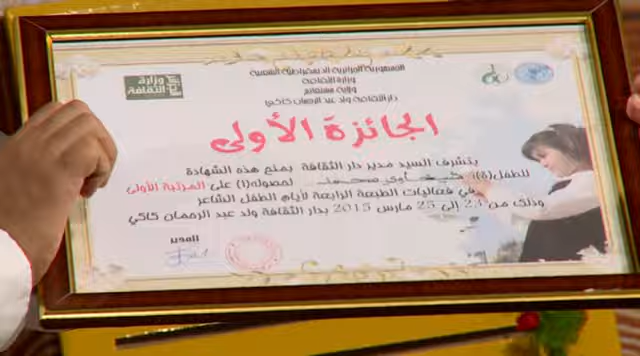 الجمهورية الجزائرية الديمقراطية الشعبية
وزارة الثقافة
ولاية مستغانم
دار الثقافة ولد عبد الرحمان كاكي
وزارة الثقافة
الجائزة الأولى
يتشرف السيد مدير دار الثقافة بمنح هذه الشهادة
للطفل(ة): محمد لحصوله(ا) على المرتبة الأولى
في فعاليات الطبعة الرابعة لأيام الطفل الشاعر
وذلك من 23 إلى 25 مارس 2015 بدار الثقافة ولد عبد الرحمان كاكي
المدير